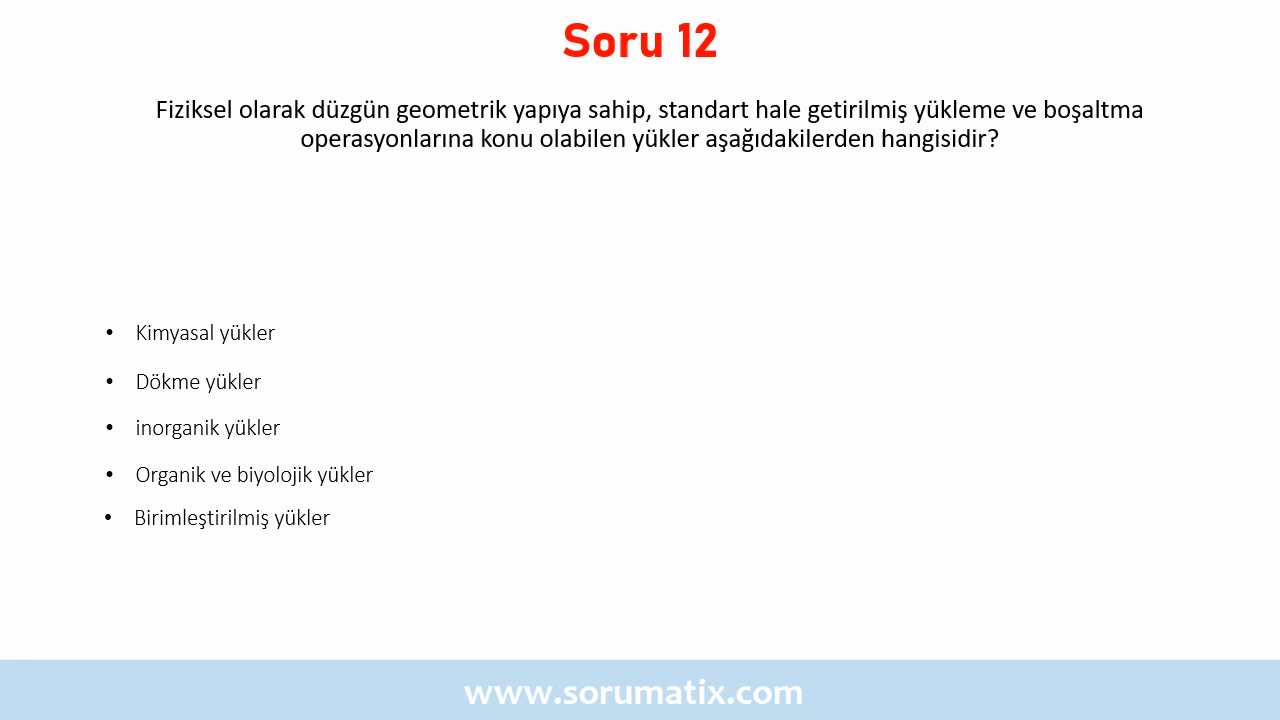 Soru 12
Fiziksel olarak düzgün geometrik yapıya sahip, standart hale getirilmiş yükleme ve boşaltma
operasyonlarına konu olabilen yükler aşağıdakilerden hangisidir?
• Kimyasal yükler
• Dökme yükler
• inorganik yükler
• Organik ve biyolojik yükler
• Birimleştirilmiş yükler
www.sorumatix.com